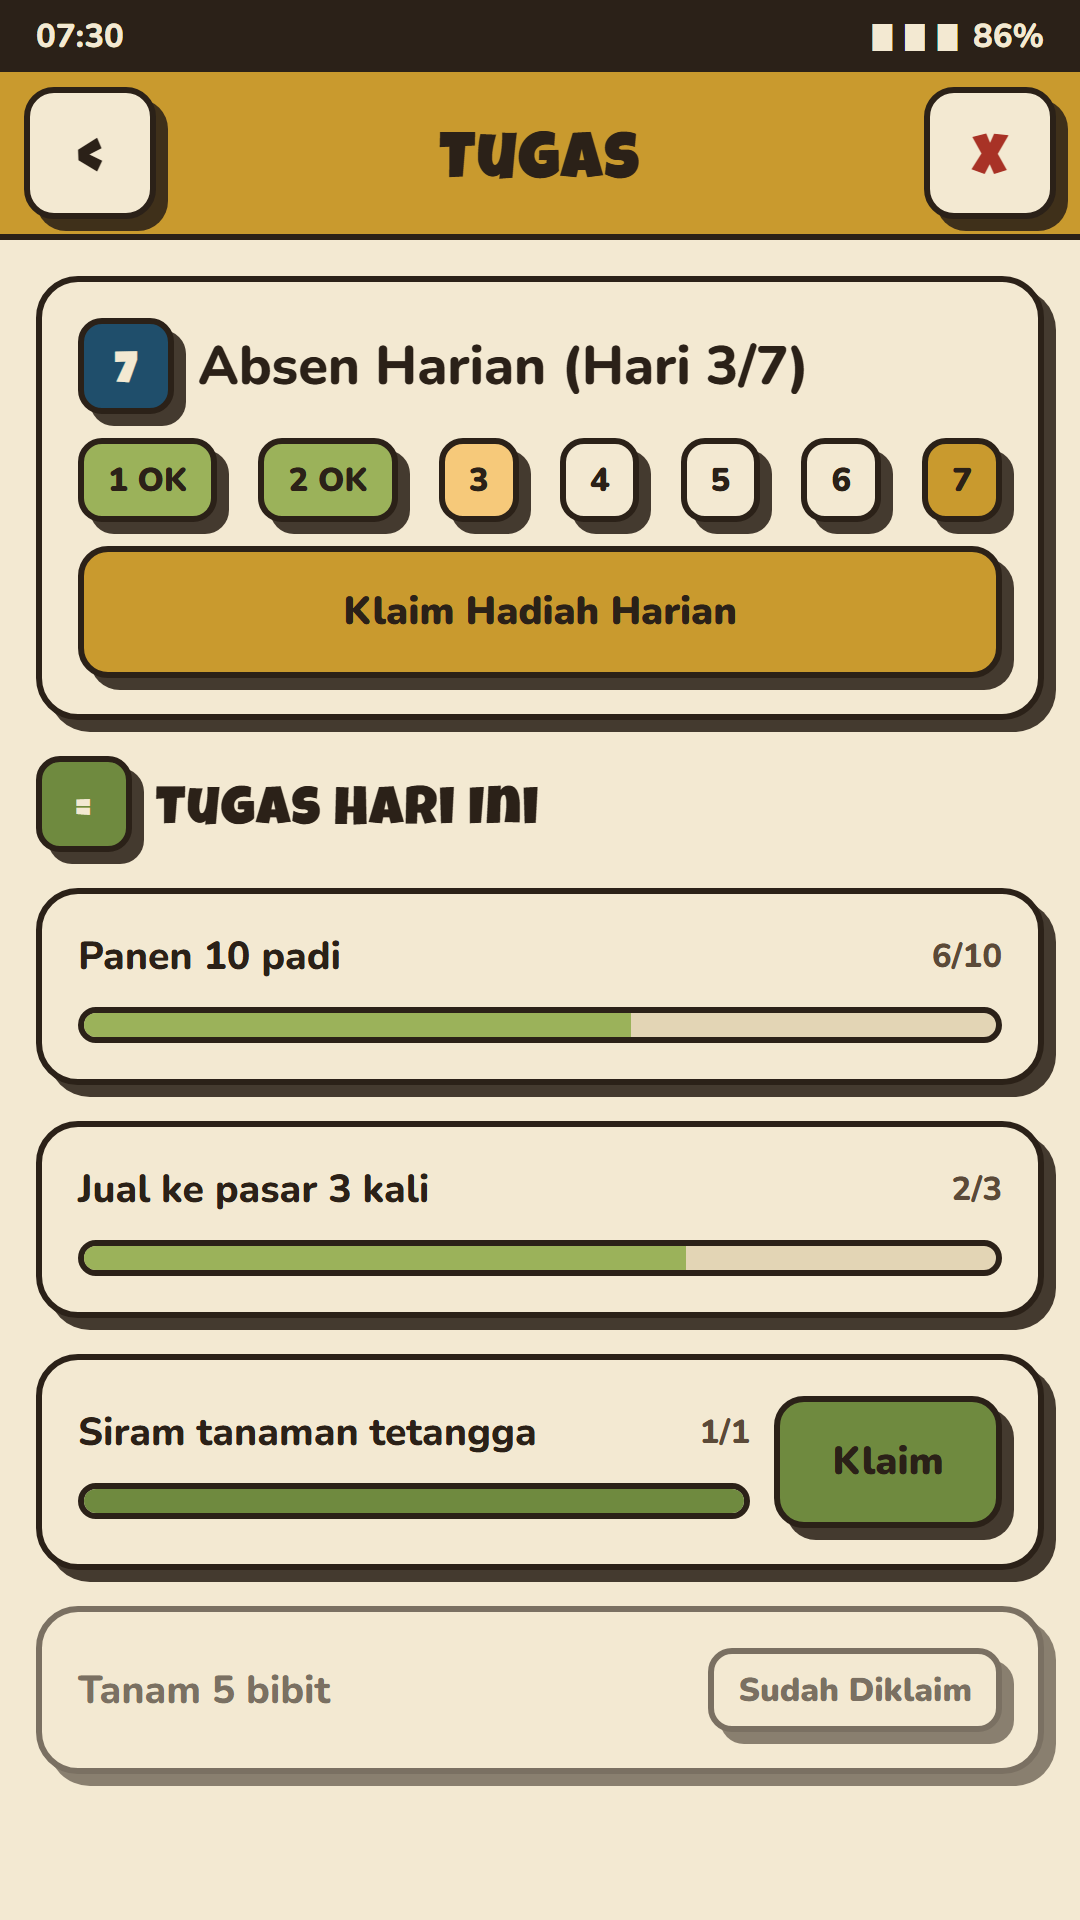 07:30 86%
< TUGAS X
7 Absen Harian (Hari 3/7)
1 OK 2 OK 3 4 5 6 7
Klaim Hadiah Harian
= TUGAS HARI INI
Panen 10 padi 6/10
Jual ke pasar 3 kali 2/3
Siram tanaman tetangga 1/1 Klaim
Tanam 5 bibit Sudah Diklaim